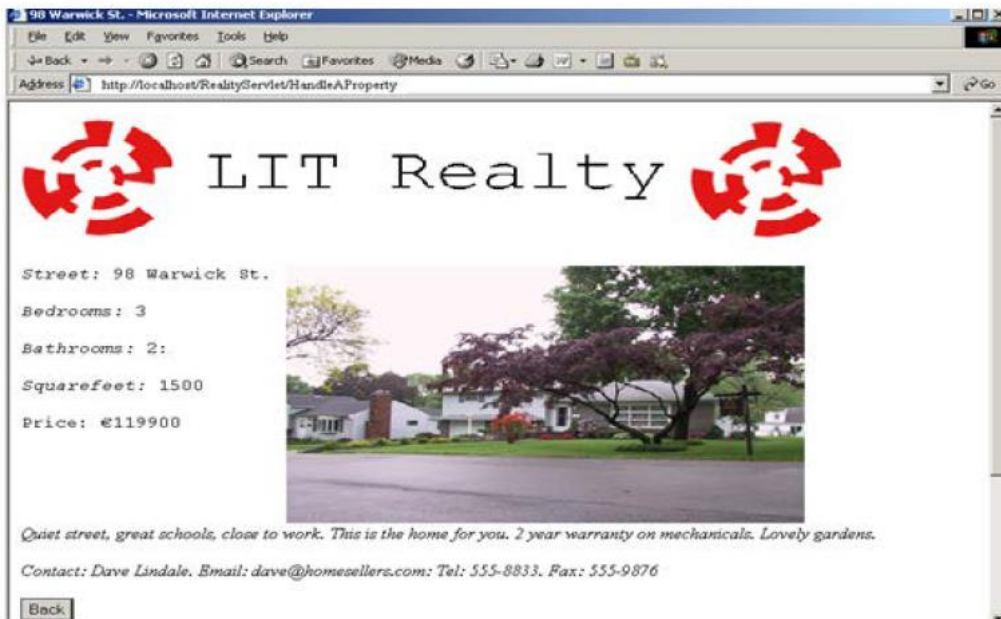 98 Warwick St. - Microsoft Internet Explorer
File Edit View Favorites Tools Help
Back Search Favorites Media
Address http://localhost/RealityServlet/HandleAProperty Go
LIT Realty
Street: 98 Warwick St.
Bedrooms: 3
Bathrooms: 2:
Squarefeet: 1500
Price: €119900
Quiet street, great schools, close to work. This is the home for you. 2 year warranty on mechanicals. Lovely gardens.
Contact: Dave Lindale. Email: dave@homesellers.com: Tel: 555-8833. Fax: 555-9876
Back